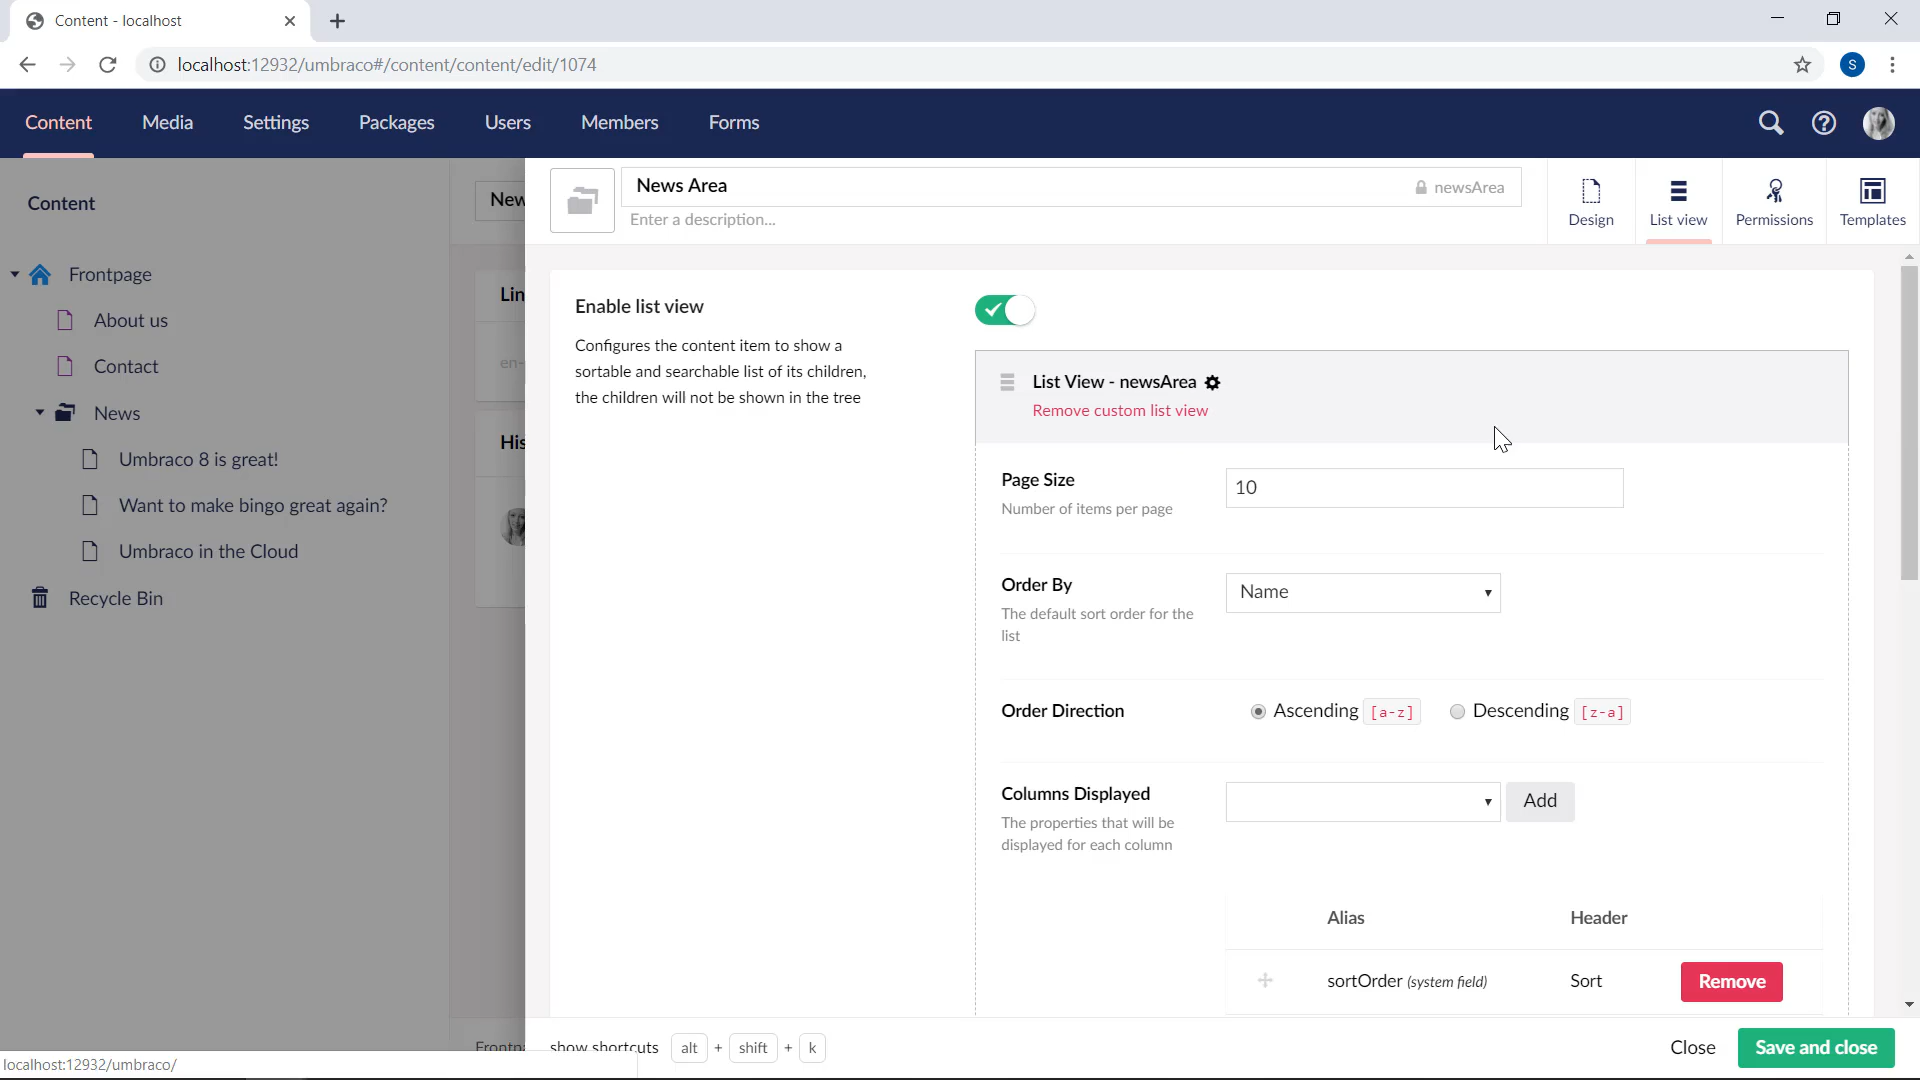 Content - localhost
localhost:12932/umbraco#/content/content/edit/1074
S
Content Media Settings Packages Users Members Forms
Content
Frontpage
About us
Contact
News
Umbraco 8 is great!
Want to make bingo great again?
Umbraco in the Cloud
Recycle Bin
New
Lin
en-
His
Frontpa
News Area
newsArea
Enter a description...
Design
List view
Permissions
Templates
Enable list view
Configures the content item to show a
sortable and searchable list of its children,
the children will not be shown in the tree
List View - newsArea
Remove custom list view
Page Size
Number of items per page
10
Order By
The default sort order for the
list
Name
Order Direction
Ascending [a-z]
Descending [z-a]
Columns Displayed
The properties that will be
displayed for each column
Add
Alias Header
sortOrder (system field) Sort Remove
show shortcuts alt + shift + k
Close
Save and close
localhost:12932/umbraco/